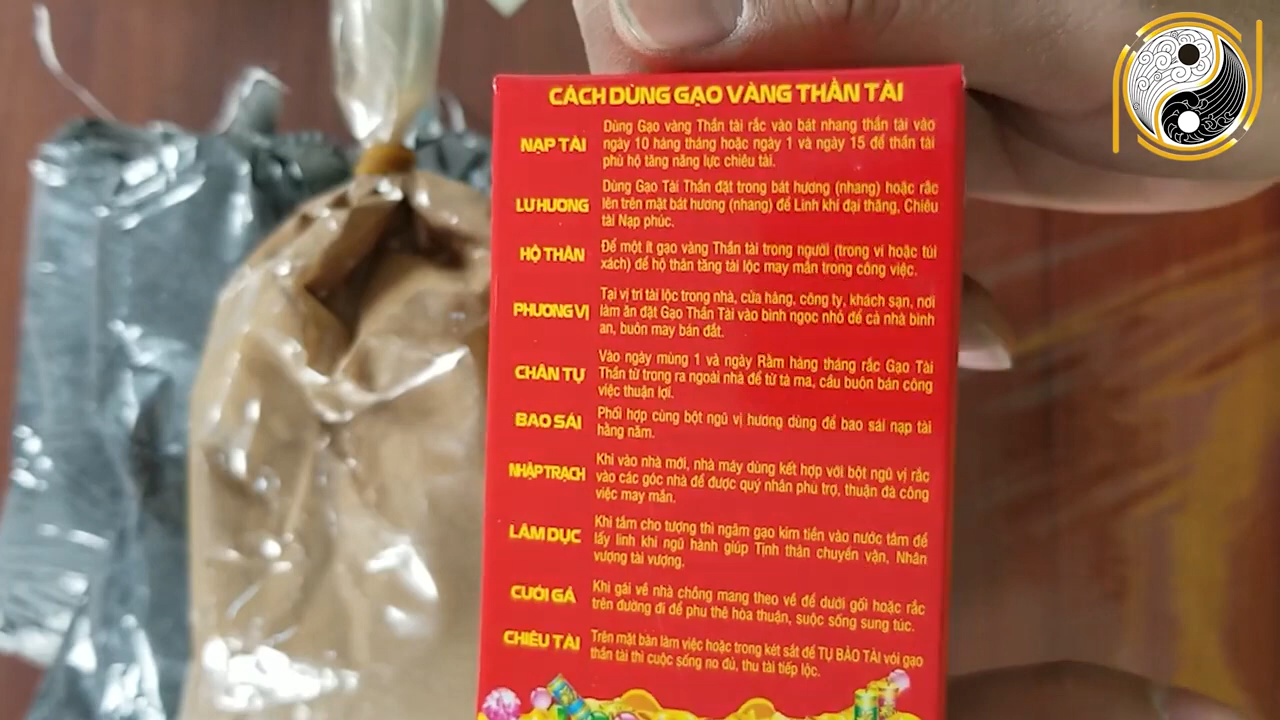 CÁCH DÙNG GẠO VÀNG THẦN TÀI
NẠP TÀI
Dùng Gạo vàng Thần tài rắc vào bát nhang thần tài vào
ngày 10 hàng tháng hoặc ngày 1 và ngày 15 để thần tài
phù hộ tăng năng lực chiêu tài.
LƯ HƯƠNG
Dùng Gạo Tài Thần đặt trong bát hương (nhang) hoặc rắc
lên trên mặt bát hương (nhang) để Linh khí đại thăng, Chiêu
tài Nạp phúc.
HỘ THÂN
Để một ít gạo vàng Thần tài trong người (trong ví hoặc túi
xách) để hộ thân tăng tài lộc may mắn trong công việc.
PHƯƠNG VỊ
Tại vị trí tài lộc trong nhà, cửa hàng, công ty, khách sạn, nơi
làm ăn đặt Gạo Thần Tài vào bình ngọc nhỏ để cả nhà bình
an, buôn may bán đắt.
CHÂN TỰ
Vào ngày mùng 1 và ngày Rằm hàng tháng rắc Gạo Tài
Thần từ trong ra ngoài nhà để từ tà ma, cầu buôn bán công
việc thuận lợi.
BAO SÁI
Phối hợp cùng bột ngũ vị hương dùng để bao sái nạp tài
hằng năm.
NHẬP TRẠCH
Khi vào nhà mới, nhà máy dùng kết hợp với bột ngũ vị rắc
vào các góc nhà để được quý nhân phù trợ, thuận đà công
việc may mắn.
LÂM DỤC
Khi tắm cho tượng thì ngâm gạo kim tiền vào nước tắm để
lấy linh khí ngũ hành giúp Tịnh thân chuyển vận, Nhân
vượng tài vượng.
CƯỚI GẢ
Khi gái về nhà chồng mang theo về để dưới gối hoặc rắc
trên đường đi để phu thê hòa thuận, suộc sống sung túc.
CHIÊU TÀI
Trên mặt bàn làm việc hoặc trong két sắt để TỤ BẢO TÀI vói gạo
thần tài thì cuộc sống no đủ, thu tài tiếp lộc.